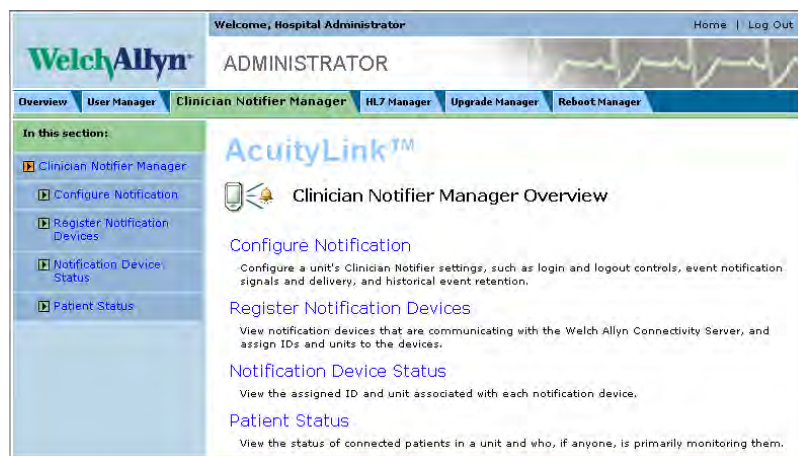 Welcome, Hospital Administrator
Home | Log Out
WelchAllyn®
ADMINISTRATOR
Overview
User Manager
Clinician Notifier Manager
HL7 Manager
Upgrade Manager
Reboot Manager
In this section:
Clinician Notifier Manager
Configure Notification
Register Notification
Devices
Notification Device
Status
Patient Status
AcuityLink™
Clinician Notifier Manager Overview
Configure Notification
Configure a unit's Clinician Notifier settings, such as login and logout controls, event notification
signals and delivery, and historical event retention.
Register Notification Devices
View notification devices that are communicating with the Welch Allyn Connectivity Server, and
assign IDs and units to the devices.
Notification Device Status
View the assigned ID and unit associated with each notification device.
Patient Status
View the status of connected patients in a unit and who, if anyone, is primarily monitoring them.